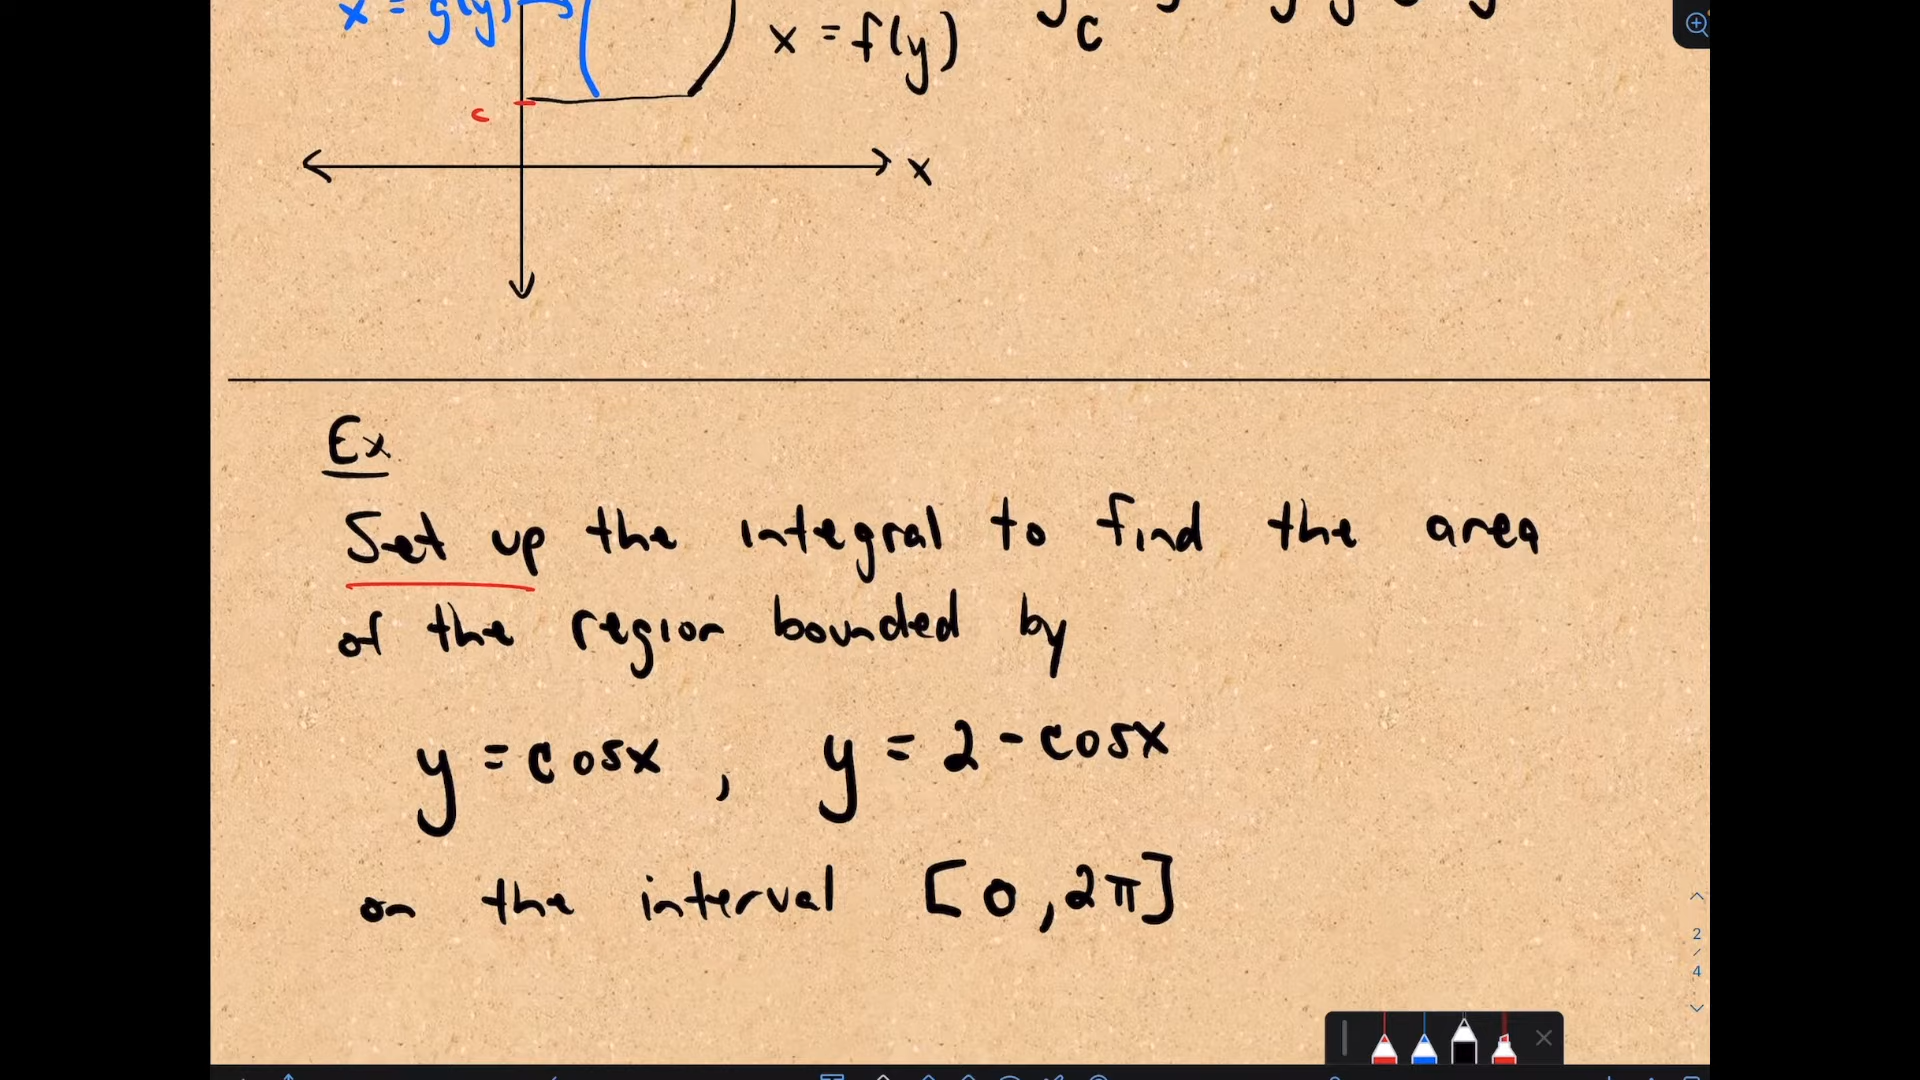 x = g(y)
x = f(y)
c
c
x
Ex
Set up the integral to find the area
of the region bounded by
y = cosx , y = 2 - cosx
on the interval [0, 2π]
2
/
4